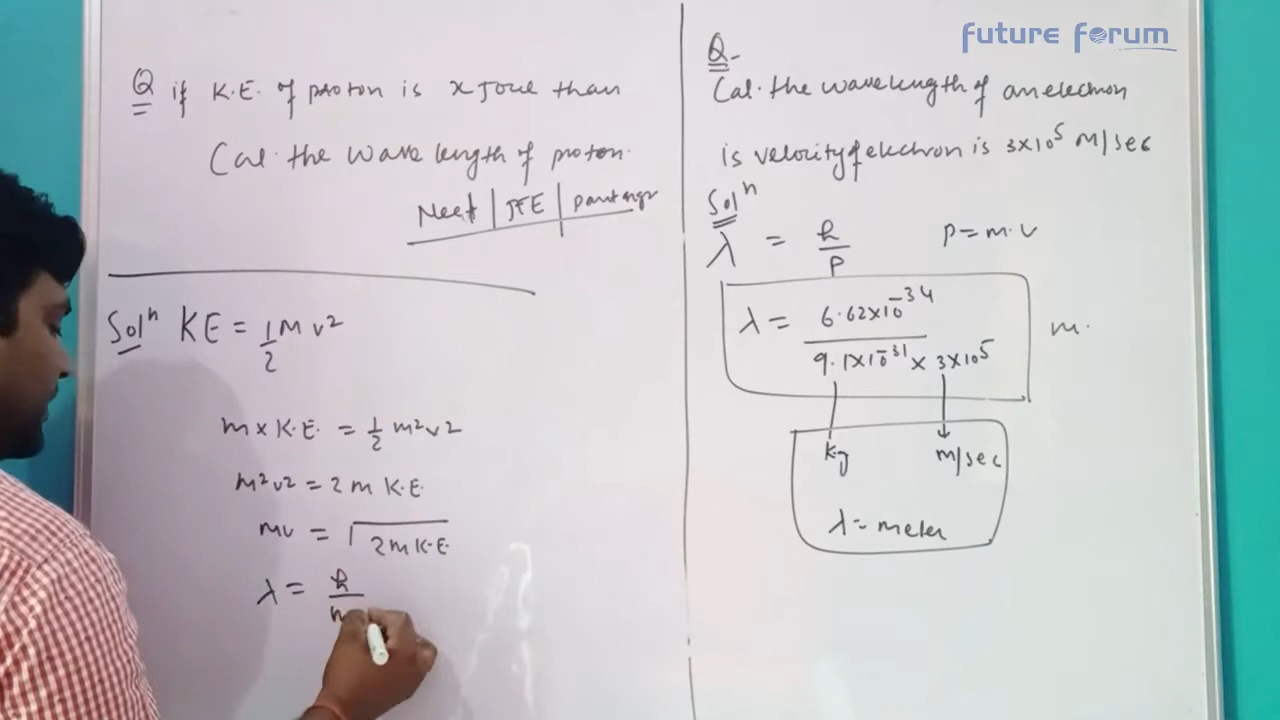 future forum
Q if K.E. of proton is x Joue than
Cal. the wave length of proton.
Neet | JEE |
Solⁿ KE = 1/2 m v2
m x K.E. = 1/2 m²v2
m²v2 = 2 m K.E.
mv = √2m K.E.
λ = h/m
Q-
Cal. the wavelength of an electron
is velocity of electron is 3x10⁵ m/sec
Solⁿ
λ = h/p p = m.v
λ = 6.62x10⁻³⁴ / 9.1x10⁻³¹ x 3x10⁵ m.
kg m/sec
λ = meter